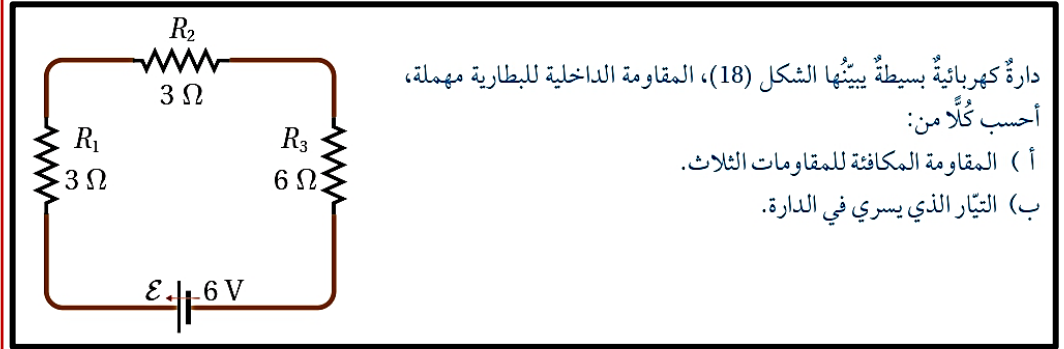 دارةٌ كهربائيةٌ بسيطةٌ يبيّنُها الشكل (18)، المقاومة الداخلية للبطارية مهملة،
أحسب كُلًّا من:
أ ) المقاومة المكافئة للمقاومات الثلاث.
ب) التيّار الذي يسري في الدارة.
R₂
3 Ω
R₁
3 Ω
R₃
6 Ω
ℰ 6 V